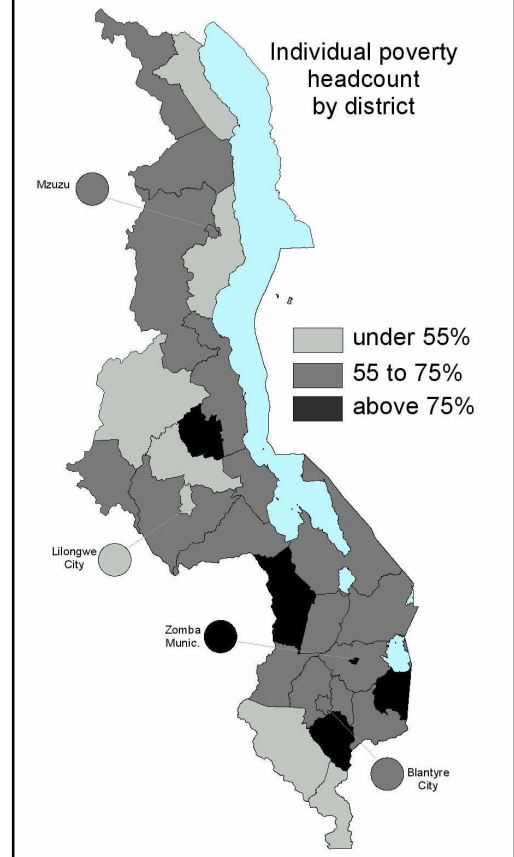 Individual poverty
headcount
by district
Mzuzu
under 55%
55 to 75%
above 75%
Lilongwe
City
Zomba
Munic.
Blantyre
City